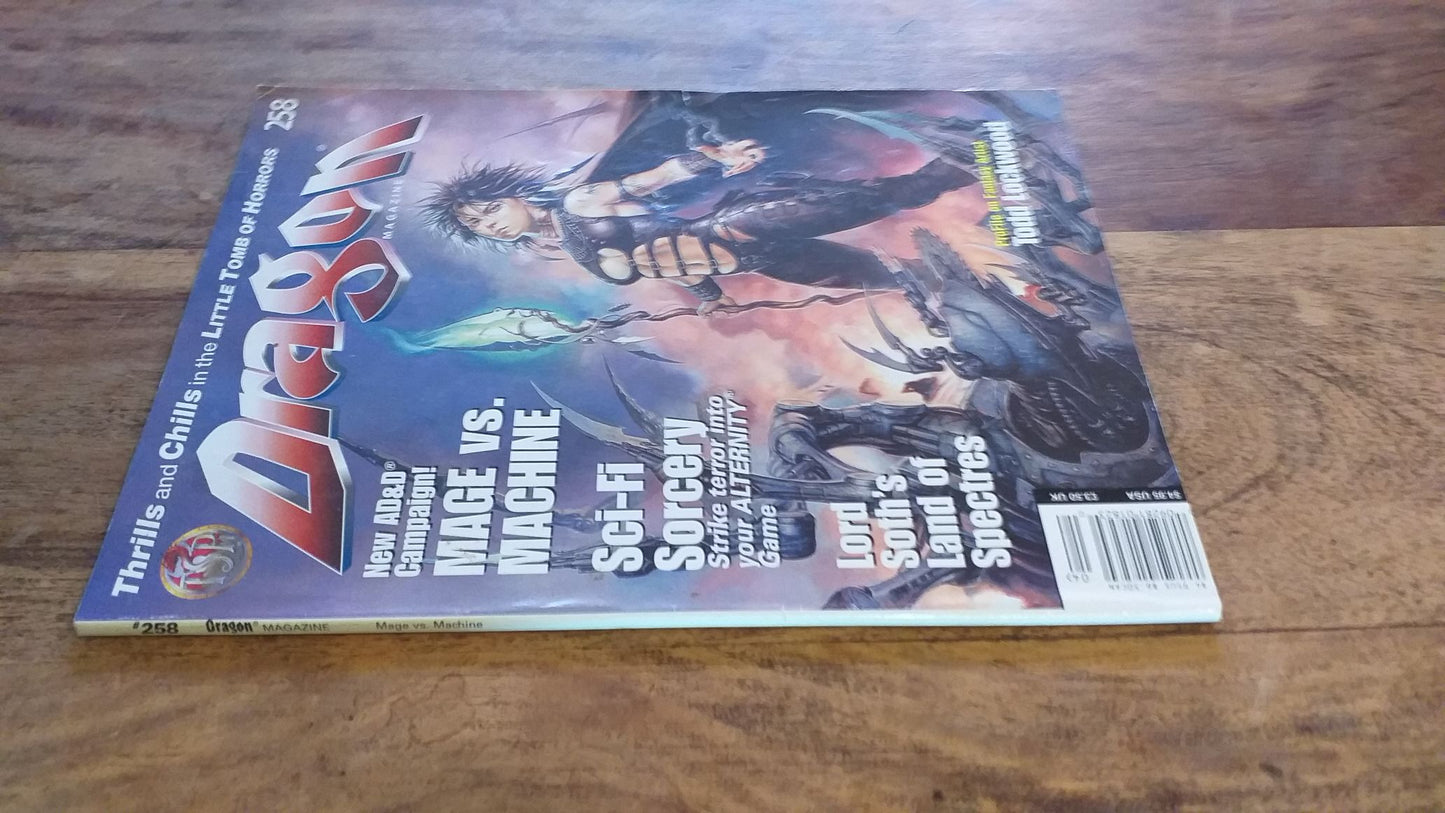 Thrills and Chills in the LITTLE TOMB OF HORRORS 258
TSR
Dragon®
MAGAZINE
New AD&D®
Campaign!
MAGE vs.
MACHINE
Sci-Fi
Sorcery
Strike terror into
your ALTERNITY®
Game
Lord
Soth's
Land of
Spectres
Profile in Fantasy Artist
Todd Lockwood
$4.95 USA
£3.50 UK
#258 Dragon® MAGAZINE Mage vs. Machine